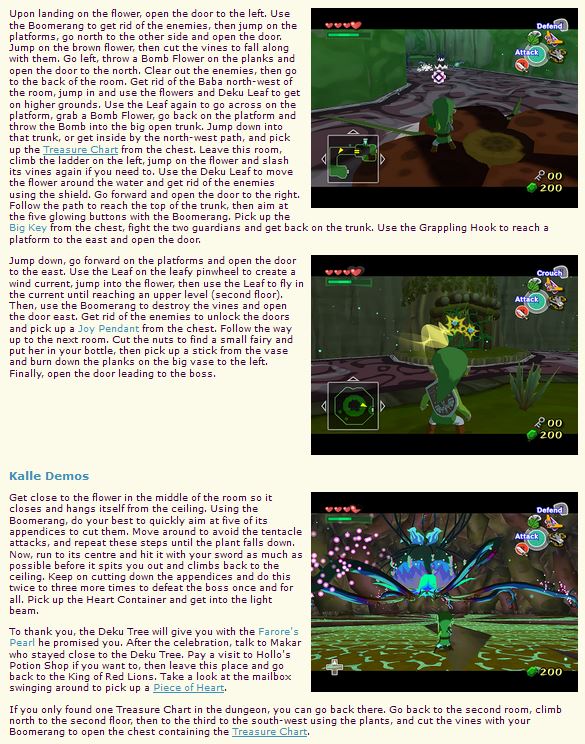 Upon landing on the flower, open the door to the left. Use
the Boomerang to get rid of the enemies, then jump on the
platforms, go north to the other side and open the door.
Jump on the brown flower, then cut the vines to fall along
with them. Go left, throw a Bomb Flower on the planks and
open the door to the north. Clear out the enemies, then go
to the back of the room. Get rid of the Baba north-west of
the room, jump in and use the flowers and Deku Leaf to get
on higher grounds. Use the Leaf again to go across on the
platform, grab a Bomb Flower, go back on the platform and
throw the Bomb into the big open trunk. Jump down into
that trunk, or get inside by the north-west path, and pick
up the Treasure Chart from the chest. Leave this room,
climb the ladder on the left, jump on the flower and slash
its vines again if you need to. Use the Deku Leaf to move
the flower around the water and get rid of the enemies
using the shield. Go forward and open the door to the right.
Follow the path to reach the top of the trunk, then aim at
the five glowing buttons with the Boomerang. Pick up the
Big Key from the chest, fight the two guardians and get back on the trunk. Use the Grappling Hook to reach a
platform to the east and open the door.
Defend
Attack
00
200
Jump down, go forward on the platforms and open the door
to the east. Use the Leaf on the leafy pinwheel to create a
wind current, jump into the flower, then use the Leaf to fly in
the current until reaching an upper level (second floor).
Then, use the Boomerang to destroy the vines and open
the door east. Get rid of the enemies to unlock the doors
and pick up a Joy Pendant from the chest. Follow the way
up to the next room. Cut the nuts to find a small fairy and
put her in your bottle, then pick up a stick from the vase
and burn down the planks on the big vase to the left.
Finally, open the door leading to the boss.
Crouch
Attack
00
200
Kalle Demos
Get close to the flower in the middle of the room so it
closes and hangs itself from the ceiling. Using the
Boomerang, do your best to quickly aim at five of its
appendices to cut them. Move around to avoid the tentacle
attacks, and repeat these steps until the plant falls down.
Now, run to its centre and hit it with your sword as much as
possible before it spits you out and climbs back to the
ceiling. Keep on cutting down the appendices and do this
twice to three more times to defeat the boss once and for
all. Pick up the Heart Container and get into the light
beam.
Defend
Attack
200
To thank you, the Deku Tree will give you with the Farore's
Pearl he promised you. After the celebration, talk to Makar
who stayed close to the Deku Tree. Pay a visit to Hollo's
Potion Shop if you want to, then leave this place and go
back to the King of Red Lions. Take a look at the mailbox
swinging around to pick up a Piece of Heart.
If you only found one Treasure Chart in the dungeon, you can go back there. Go back to the second room, climb
north to the second floor, then to the third to the south-west using the plants, and cut the vines with your
Boomerang to open the chest containing the Treasure Chart.